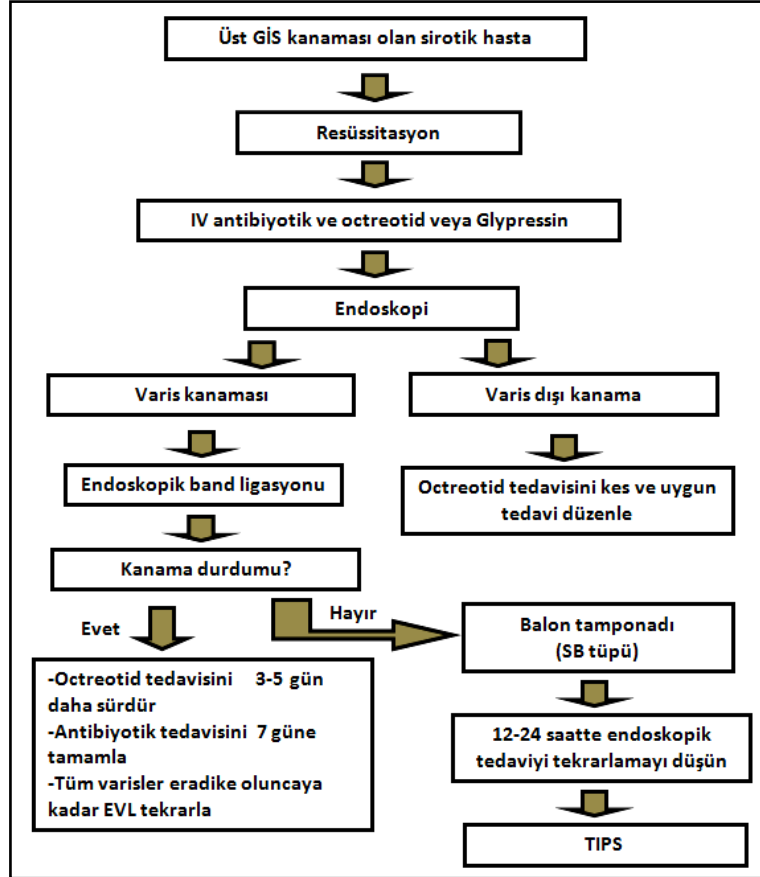 Üst GİS kanaması olan sirotik hasta
Resüssitasyon
IV antibiyotik ve octreotid veya Glypressin
Endoskopi
Varis kanaması
Varis dışı kanama
Endoskopik band ligasyonu
Octreotid tedavisini kes ve uygun
tedavi düzenle
Kanama durdumu?
Evet
Hayır
Balon tamponadı
(SB tüpü)
-Octreotid tedavisini 3-5 gün
daha sürdür
-Antibiyotik tedavisini 7 güne
tamamla
-Tüm varisler eradike oluncaya
kadar EVL tekrarla
12-24 saatte endoskopik
tedaviyi tekrarlamayı düşün
TIPS